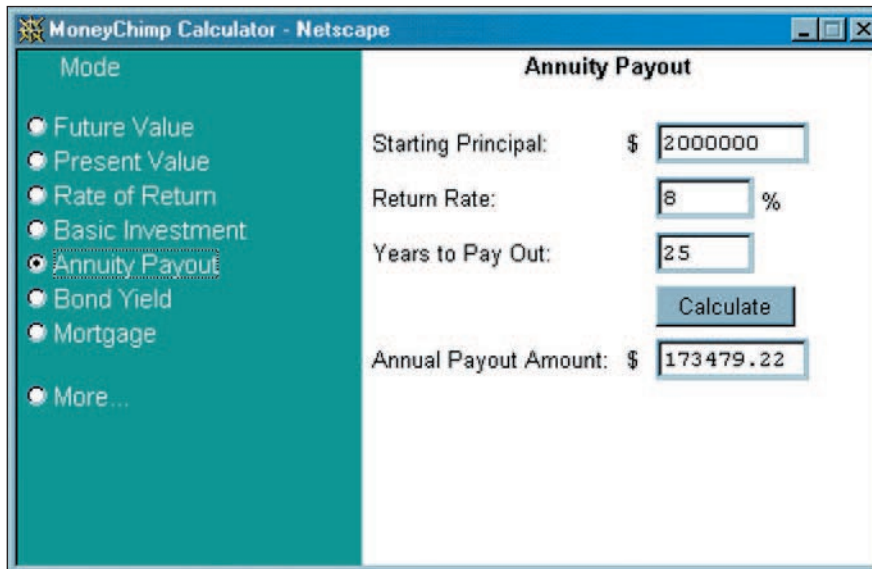 MoneyChimp Calculator - Netscape
Mode
Future Value
Present Value
Rate of Return
Basic Investment
Annuity Payout
Bond Yield
Mortgage
More...
Annuity Payout
Starting Principal: $ 2000000
Return Rate: 8 %
Years to Pay Out: 25
Calculate
Annual Payout Amount: $ 173479.22